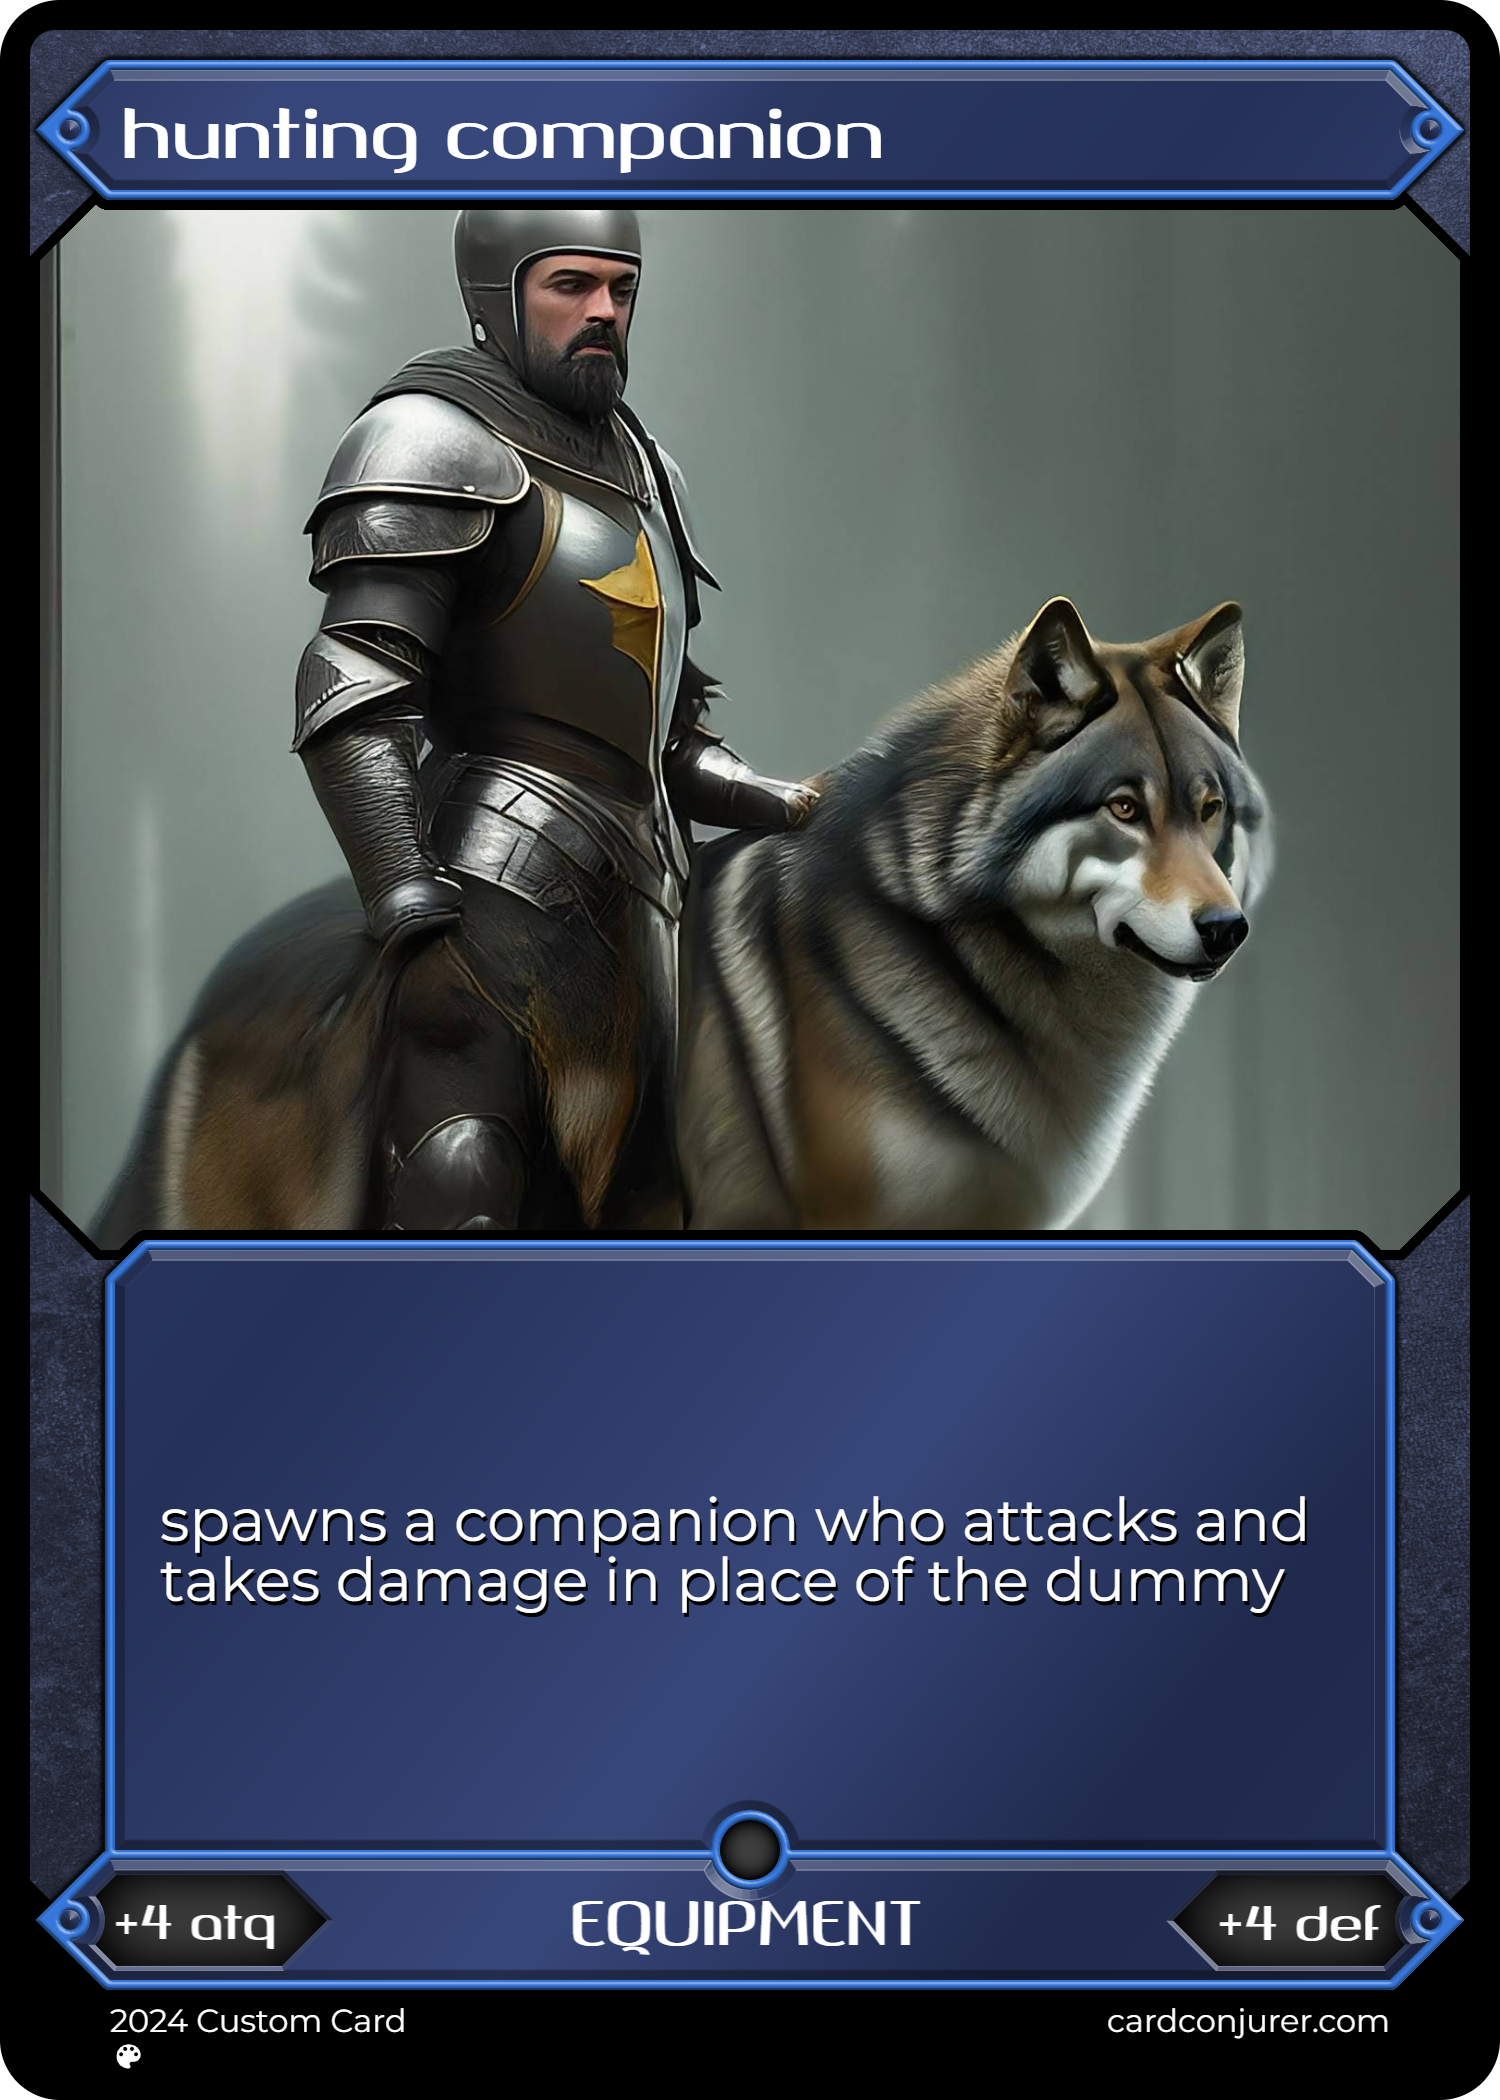 hunting companion
spawns a companion who attacks and
takes damage in place of the dummy
+4 atq
EQUIPMENT
+4 def
2024 Custom Card
cardconjurer.com